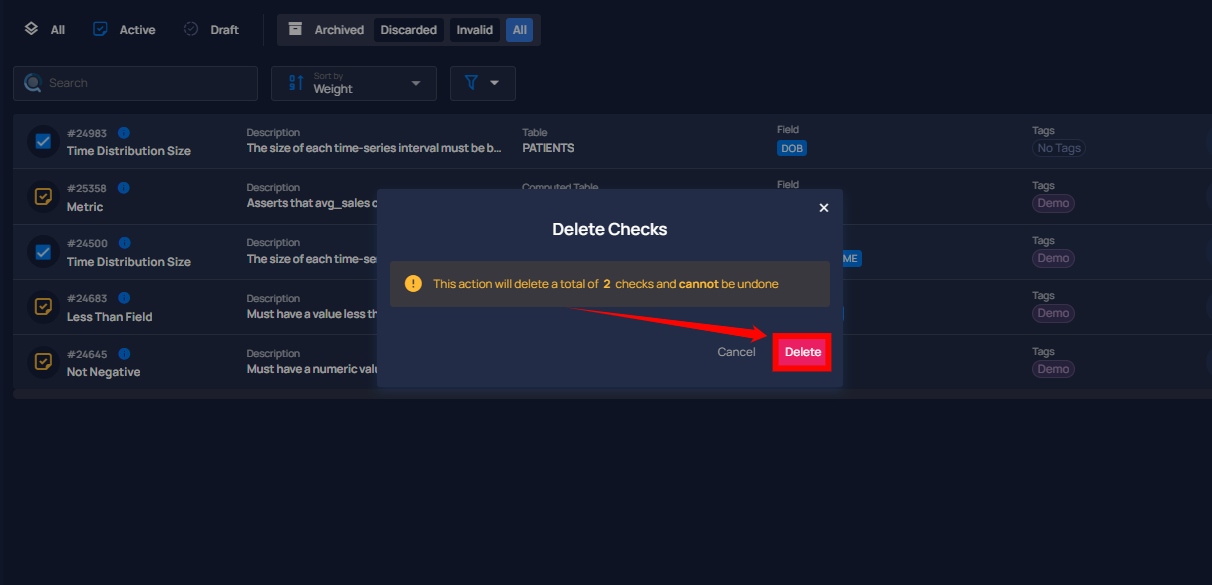 All Active Draft Archived Discarded Invalid All
Search
Sort by
Weight
#24983 Description Table Field Tags
Time Distribution Size The size of each time-series interval must be b... PATIENTS DOB No Tags
#25358 Description Computed Table Field Tags
Metric Asserts that avg_sales Demo
Delete Checks
#24500 Description Tags
Time Distribution Size The size of each time-se ME Demo
! This action will delete a total of 2 checks and cannot be undone
#24683 Description Tags
Less Than Field Must have a value less th Demo
Cancel Delete
#24645 Description Tags
Not Negative Must have a numeric valu Demo